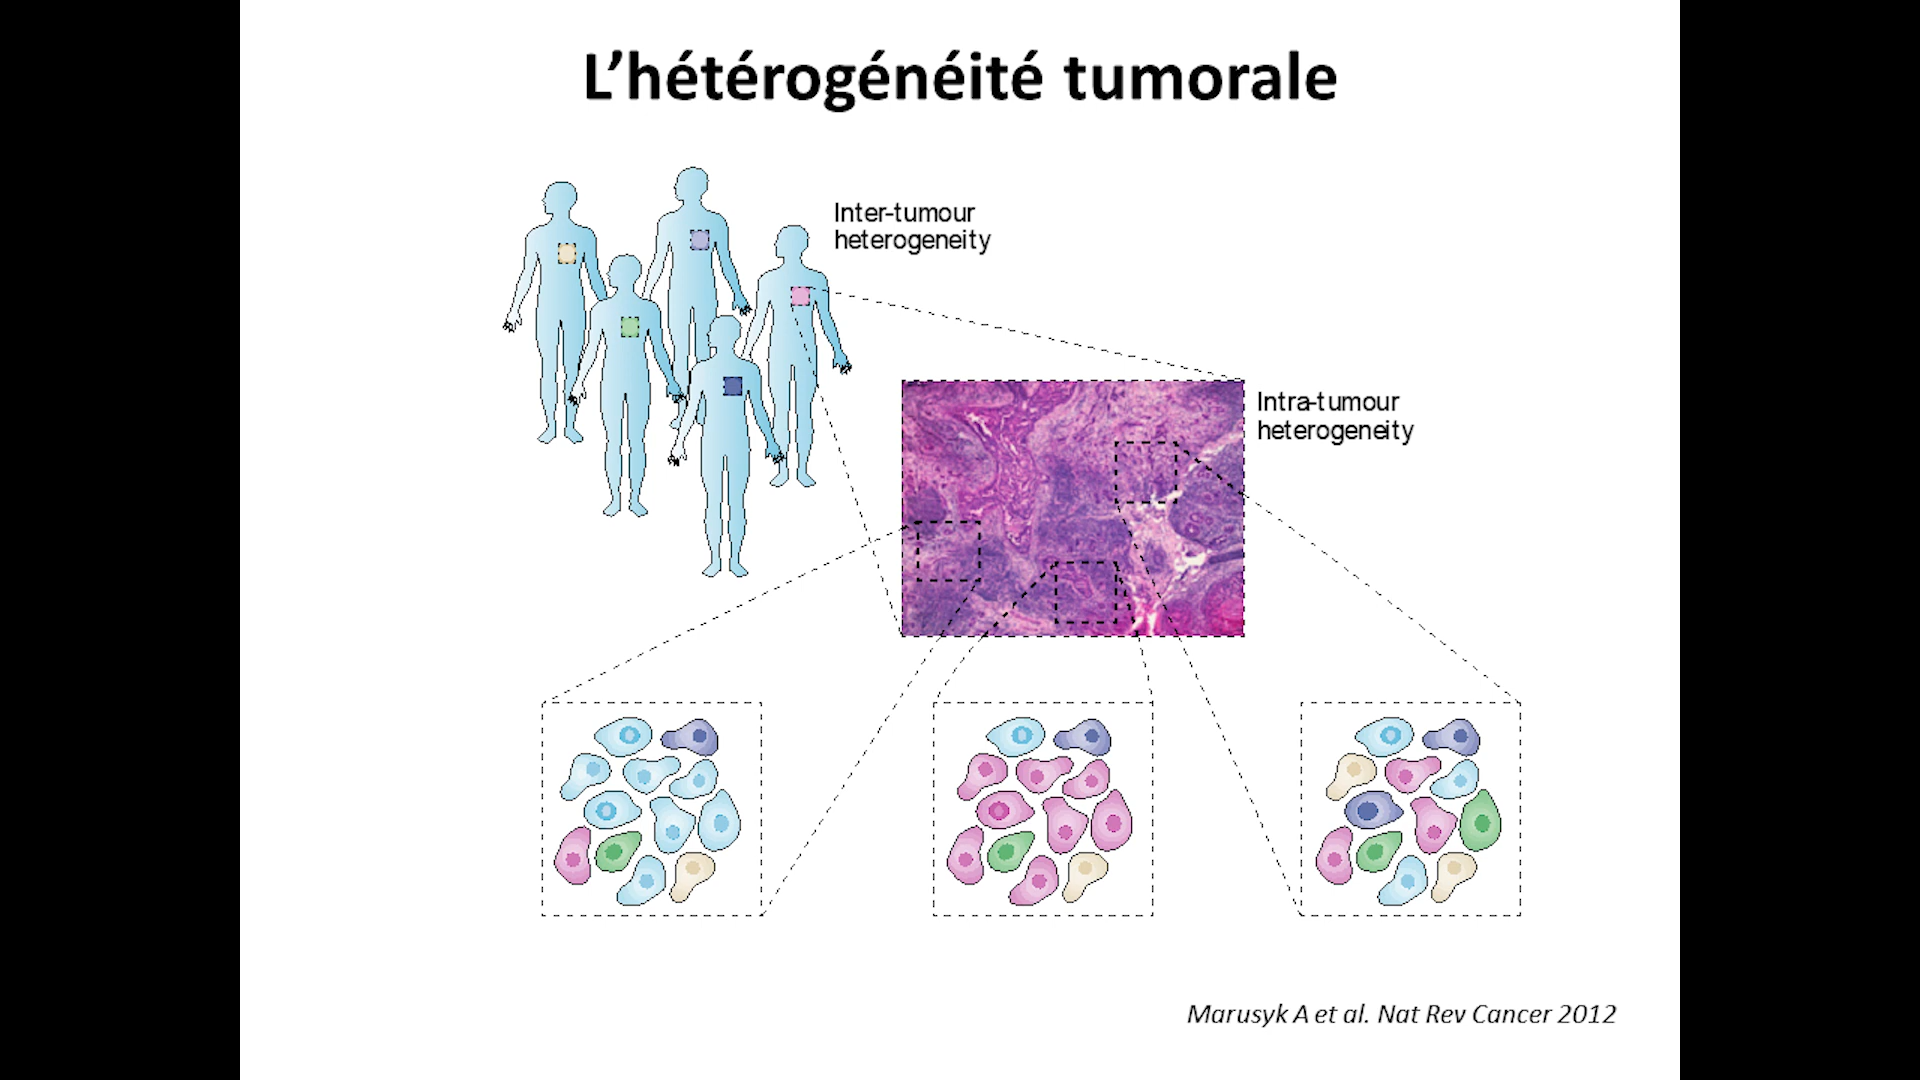 L’hétérogénéité tumorale
Inter-tumour
heterogeneity
Intra-tumour
heterogeneity
Marusyk A et al. Nat Rev Cancer 2012